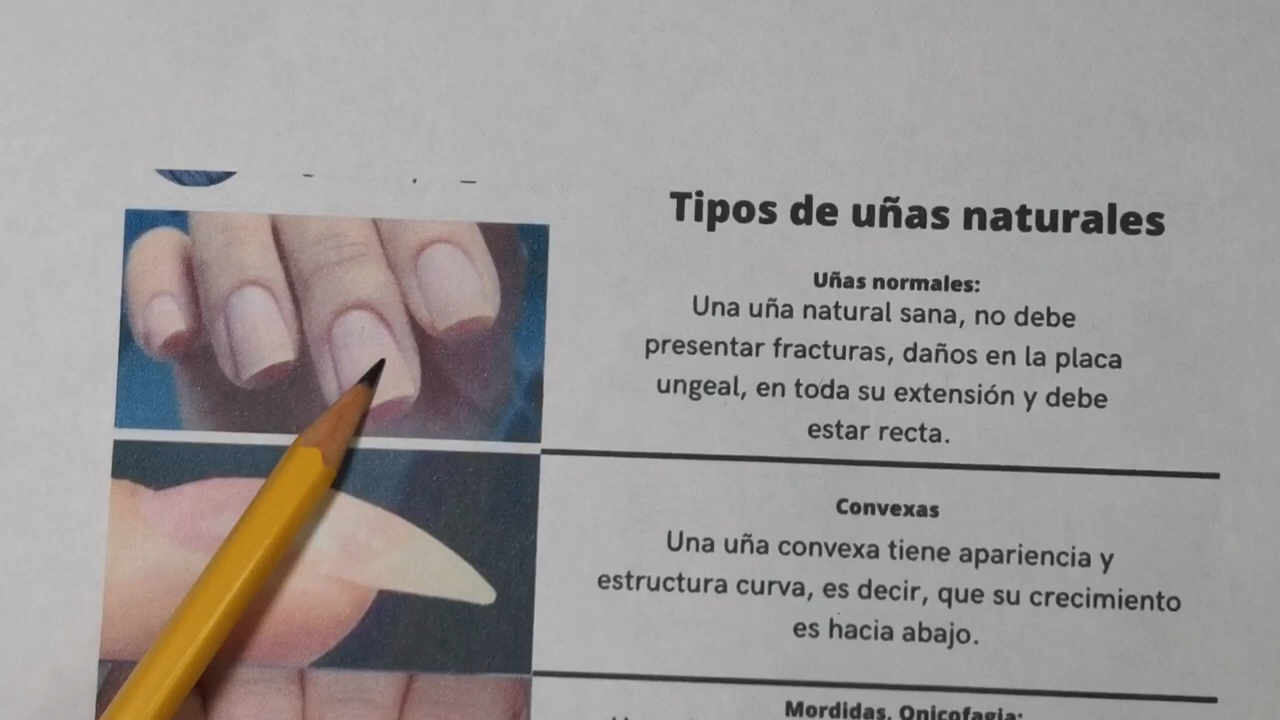 Tipos de uñas naturales
Uñas normales:
Una uña natural sana, no debe
presentar fracturas, daños en la placa
ungeal, en toda su extensión y debe
estar recta.
Convexas
Una uña convexa tiene apariencia y
estructura curva, es decir, que su crecimiento
es hacia abajo.
Mordidas, Onicofagia: